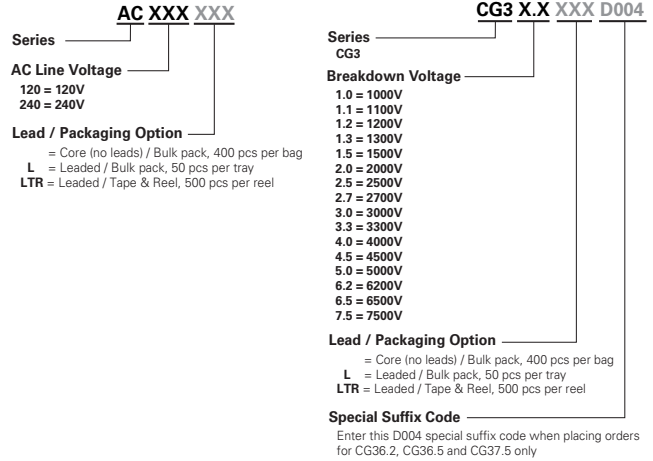 AC XXX XXX
Series
AC Line Voltage
120 = 120V
240 = 240V
Lead / Packaging Option
= Core (no leads) / Bulk pack, 400 pcs per bag
L = Leaded / Bulk pack, 50 pcs per tray
LTR = Leaded / Tape & Reel, 500 pcs per reel
CG3 X.X XXX D004
Series
CG3
Breakdown Voltage
1.0 = 1000V
1.1 = 1100V
1.2 = 1200V
1.3 = 1300V
1.5 = 1500V
2.0 = 2000V
2.5 = 2500V
2.7 = 2700V
3.0 = 3000V
3.3 = 3300V
4.0 = 4000V
4.5 = 4500V
5.0 = 5000V
6.2 = 6200V
6.5 = 6500V
7.5 = 7500V
Lead / Packaging Option
= Core (no leads) / Bulk pack, 400 pcs per bag
L = Leaded / Bulk pack, 50 pcs per tray
LTR = Leaded / Tape & Reel, 500 pcs per reel
Special Suffix Code
Enter this D004 special suffix code when placing orders
for CG36.2, CG36.5 and CG37.5 only